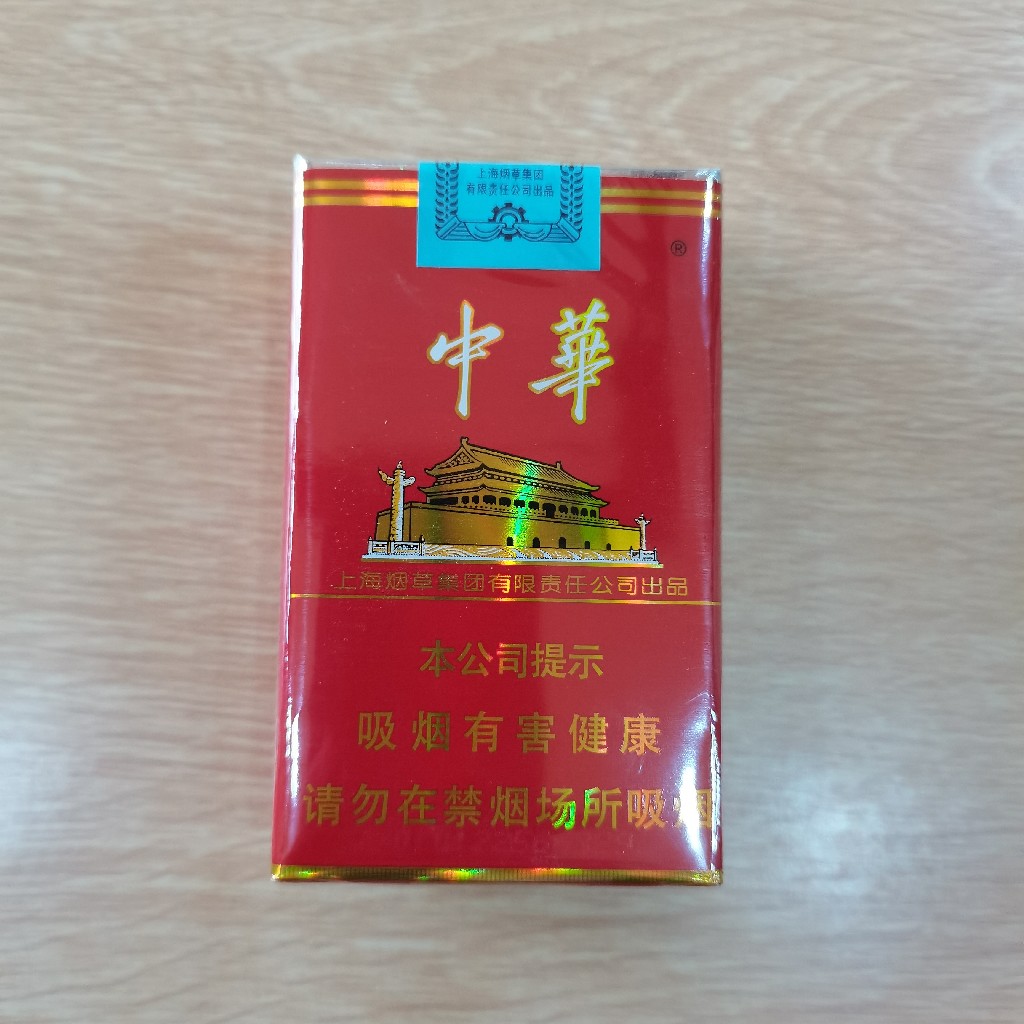 上海烟草集团
有限责任公司出品
®
中華
上海烟草集团有限责任公司出品
本公司提示
吸烟有害健康
请勿在禁烟场所吸烟